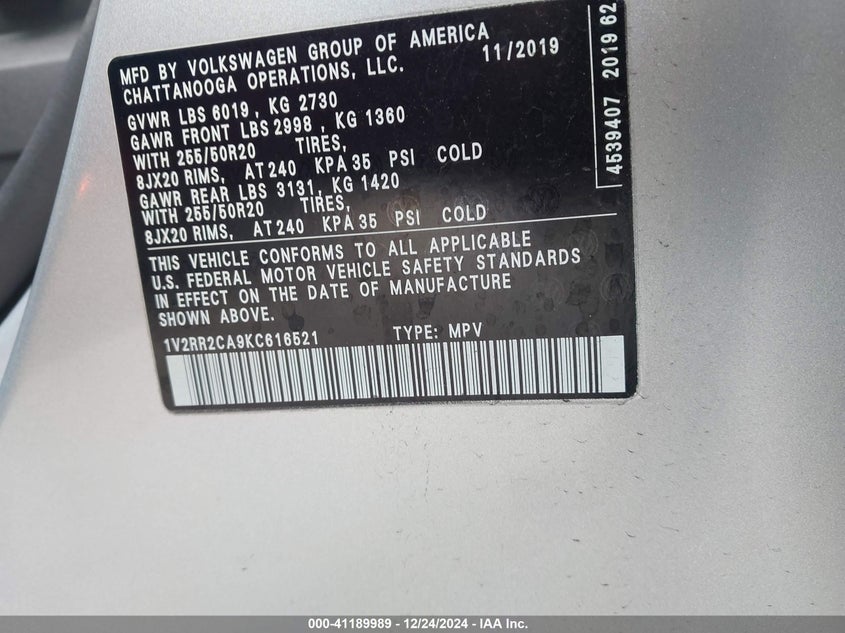 MFD BY VOLKSWAGEN GROUP OF AMERICA
CHATTANOOGA OPERATIONS, LLC. 11/2019
GVWR LBS 6019 , KG 2730
GAWR FRONT LBS 2998 , KG 1360
WITH 255/50R20 TIRES,
8JX20 RIMS, AT 240 KPA 35 PSI COLD
GAWR REAR LBS 3131, KG 1420
WITH 255/50R20 TIRES,
8JX20 RIMS, AT 240 KPA 35 PSI COLD
THIS VEHICLE CONFORMS TO ALL APPLICABLE
U.S. FEDERAL MOTOR VEHICLE SAFETY STANDARDS
IN EFFECT ON THE DATE OF MANUFACTURE
SHOWN ABOVE.
1V2RR2CA9KC616521 TYPE: MPV
4539407 2019 62
000-41189989 - 12/24/2024 - IAA Inc.